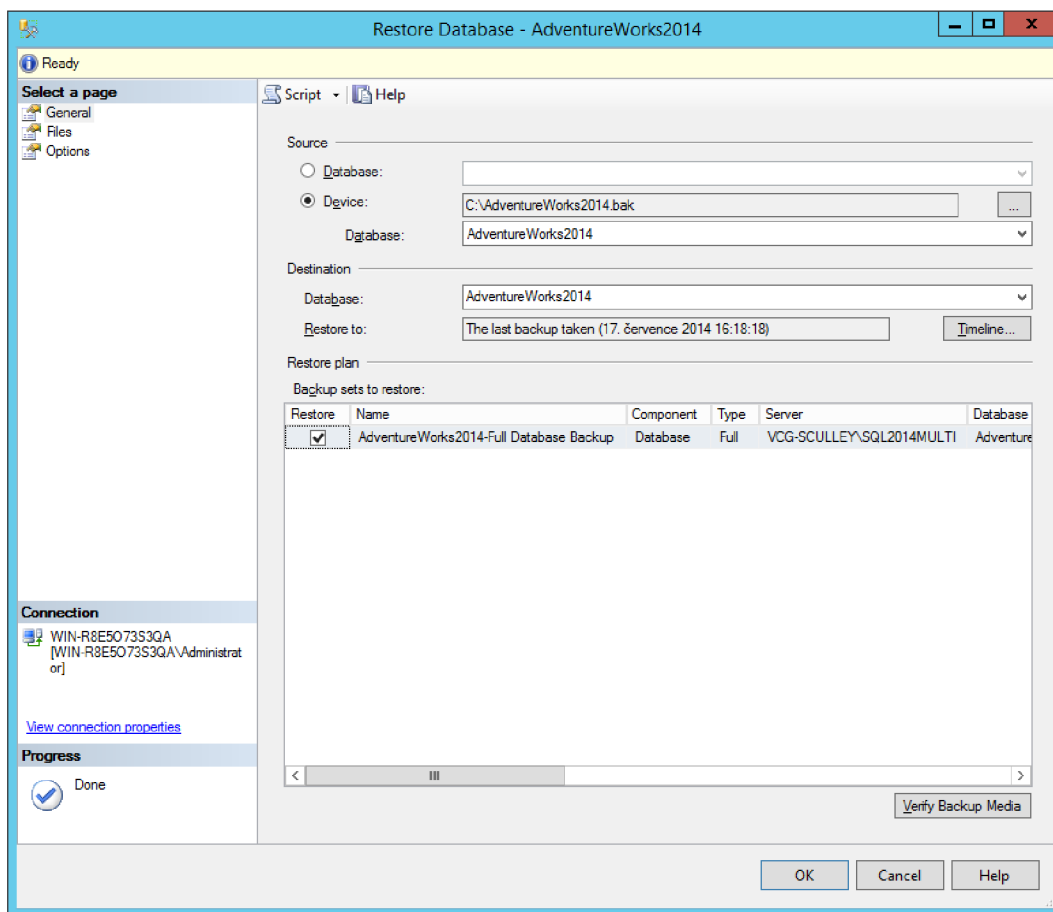 Restore Database - AdventureWorks2014
Ready
Select a page
General
Files
Options
Script
Help
Source
Database:
Device:
C:\AdventureWorks2014.bak
...
Database:
AdventureWorks2014
Destination
Database:
AdventureWorks2014
Restore to:
The last backup taken (17. července 2014 16:18:18)
Timeline...
Restore plan
Backup sets to restore:
Restore Name Component Type Server Database
AdventureWorks2014-Full Database Backup Database Full VCG-SCULLEY\SQL2014MULTI Adventure
Connection
WIN-R8E5O73S3QA
[WIN-R8E5O73S3QA\Administrat
or]
View connection properties
Progress
Done
Verify Backup Media
OK Cancel Help